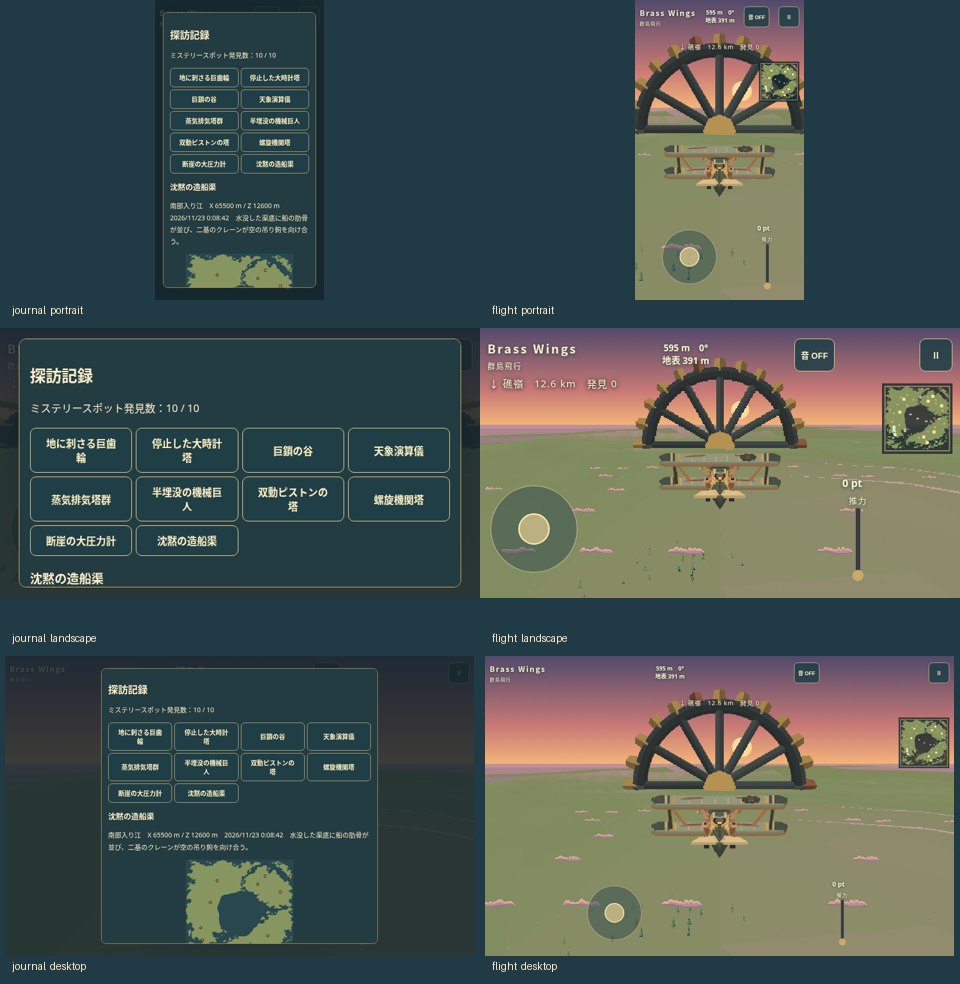 探訪記録
ミステリースポット発見数：10 / 10
地に刺さる巨歯輪
停止した大時計塔
巨鎖の谷
天象演算儀
蒸気排気塔群
半埋没の機械巨人
双動ピストンの塔
螺旋機関塔
断崖の大圧力計
沈黙の造船渠
沈黙の造船渠
南部入り江　X 65500 m / Z 12600 m
2026/11/23 0:08:42　水没した渠底に船の肋骨
が並び、二基のクレーンが空の吊り鉤を向け合
う。
journal portrait
Brass Wings
群島飛行
595 m　0°
地表 391 m
音 OFF
II
↓ 礁嶺　12.6 km　発見 0
0 pt
推力
flight portrait
探訪記録
ミステリースポット発見数：10 / 10
地に刺さる巨歯
輪
停止した大時計
塔
巨鎖の谷
天象演算儀
蒸気排気塔群
半埋没の機械巨
人
双動ピストンの
塔
螺旋機関塔
断崖の大圧力計
沈黙の造船渠
沈黙の造船渠
journal landscape
Brass Wings
群島飛行
↓ 礁嶺　12.6 km　発見 0
595 m　0°
地表 391 m
音 OFF
II
0 pt
推力
flight landscape
Brass Wings
群島飛行
探訪記録
ミステリースポット発見数：10 / 10
地に刺さる巨歯
輪
停止した大時計
塔
巨鎖の谷
天象演算儀
蒸気排気塔群
半埋没の機械巨
人
双動ピストンの
塔
螺旋機関塔
断崖の大圧力計
沈黙の造船渠
沈黙の造船渠
南部入り江　X 65500 m / Z 12600 m　2026/11/23 0:08:42　水没した渠底に船の肋骨が
並び、二基のクレーンが空の吊り鉤を向け合う。
journal desktop
Brass Wings
群島飛行
595 m　0°
地表 391 m
音 OFF
II
↓ 礁嶺　12.6 km　発見 0
0 pt
推力
flight desktop